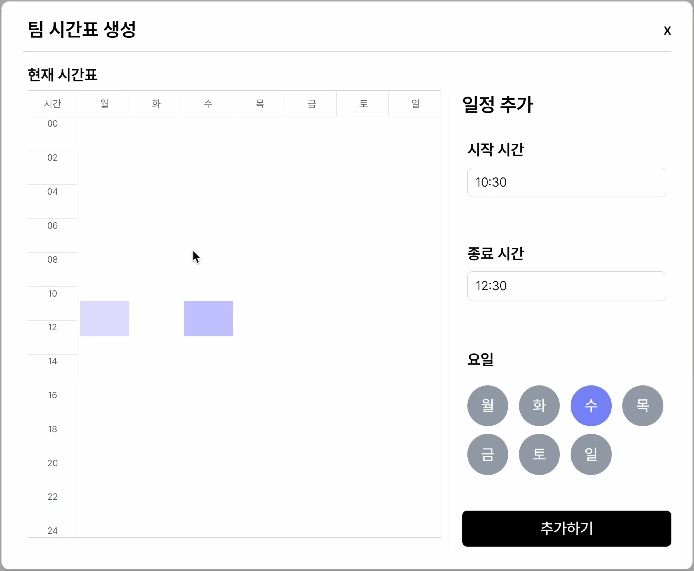 팀 시간표 생성
X
현재 시간표
시간 월 화 수 목 금 토 일
00
02
04
06
08
10
12
14
16
18
20
22
24
일정 추가
시작 시간
10:30
종료 시간
12:30
요일
월 화 수 목
금 토 일
추가하기